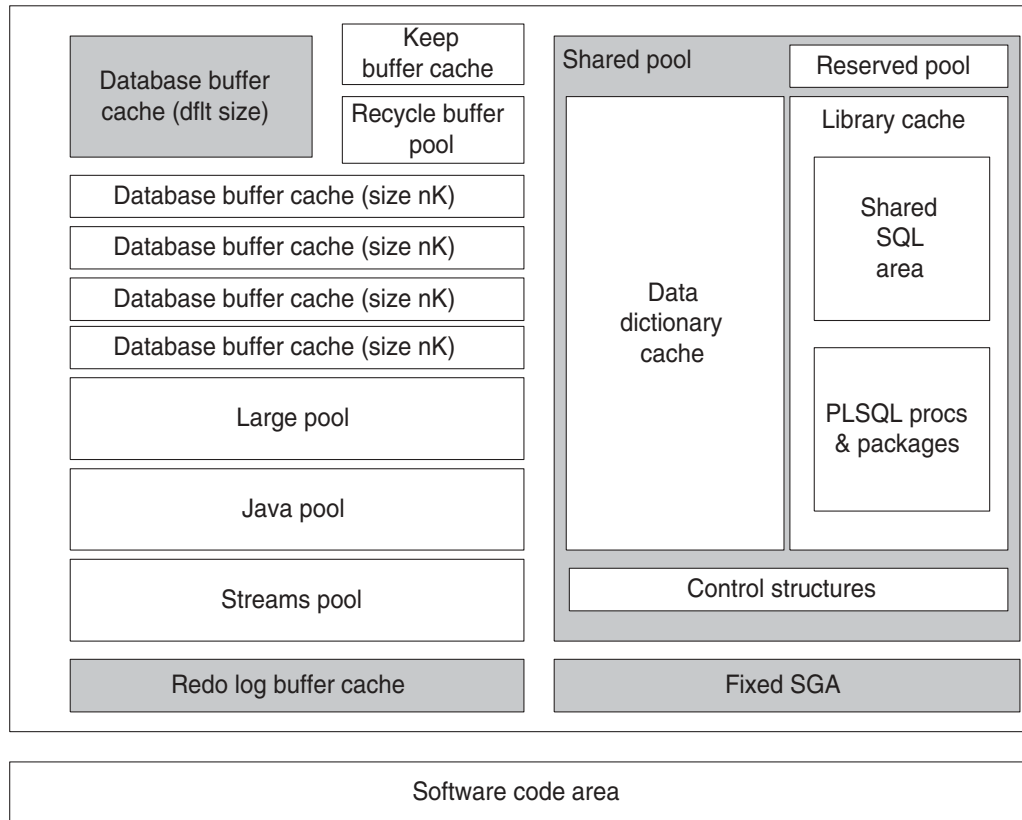 Database buffer
cache (dflt size)
Keep
buffer cache
Recycle buffer
pool
Database buffer cache (size nK)
Database buffer cache (size nK)
Database buffer cache (size nK)
Database buffer cache (size nK)
Large pool
Java pool
Streams pool
Redo log buffer cache
Shared pool
Reserved pool
Data
dictionary
cache
Library cache
Shared
SQL
area
PLSQL procs
& packages
Control structures
Fixed SGA
Software code area